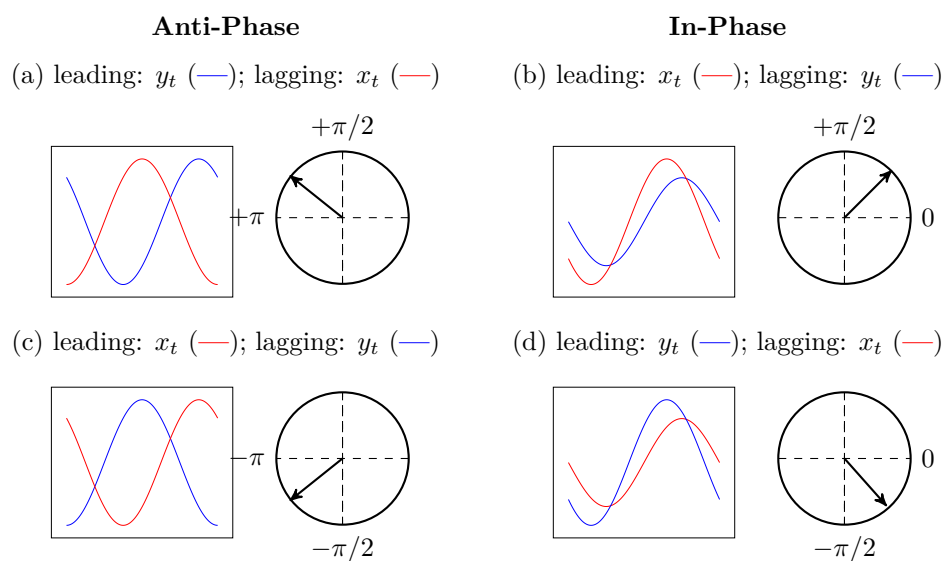 Anti-Phase
In-Phase
(a) leading: y_t (—); lagging: x_t (—)
(b) leading: x_t (—); lagging: y_t (—)
+π/2
+π/2
+π
0
(c) leading: x_t (—); lagging: y_t (—)
(d) leading: y_t (—); lagging: x_t (—)
−π
0
−π/2
−π/2